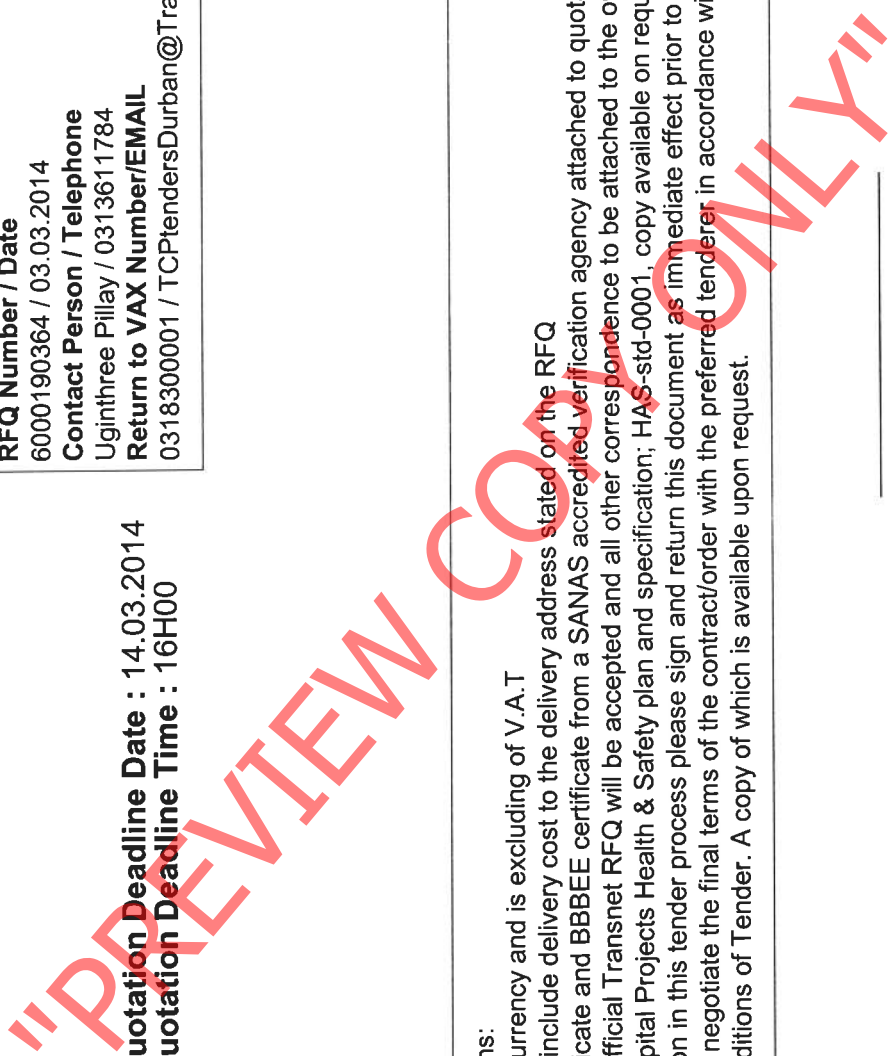 RFQ Number / Date
6000190364 / 03.03.2014
Contact Person / Telephone
Uginthree Pillay / 0313611784
Return to VAX Number/EMAIL
03183000001 / TCPtendersDurban@Tra
uotation Deadline Date : 14.03.2014
uotation Deadline Time : 16H00
ns:
urrency and is excluding of V.A.T
include delivery cost to the delivery address stated on the RFQ
icate and BBBEE certificate from a SANAS accredited verification agency attached to quot
fficial Transnet RFQ will be accepted and all other correspondence to be attached to the o
pital Projects Health & Safety plan and specification; HAS-std-0001, copy available on requ
on in this tender process please sign and return this document as immediate effect prior to
negotiate the final terms of the contract/order with the preferred tenderer in accordance wi
ditions of Tender. A copy of which is available upon request.
"PREVIEW COPY ONLY"